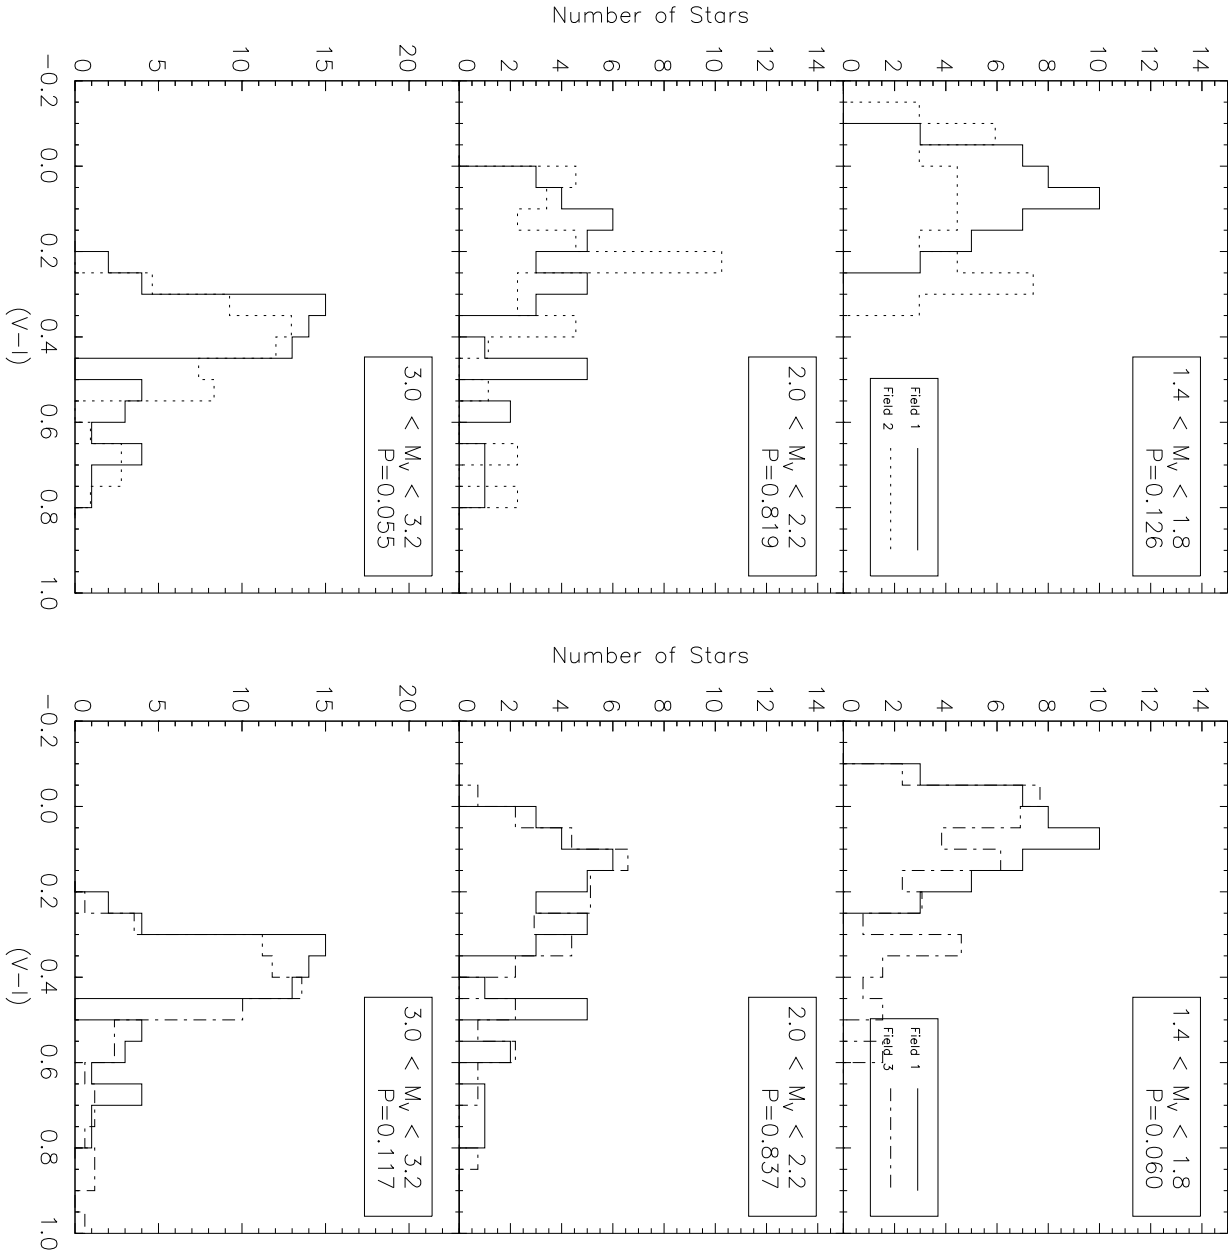 Number of Stars
14
12
10
8
6
4
2
0
1.4 < Mv < 1.8
P=0.126
Field 1
Field 2
14
12
10
8
6
4
2
0
2.0 < Mv < 2.2
P=0.819
20
15
10
5
0
3.0 < Mv < 3.2
P=0.055
−0.2 0.0 0.2 0.4 0.6 0.8 1.0
(V−I)
Number of Stars
14
12
10
8
6
4
2
0
1.4 < Mv < 1.8
P=0.060
Field 1
Field 3
14
12
10
8
6
4
2
0
2.0 < Mv < 2.2
P=0.837
20
15
10
5
0
3.0 < Mv < 3.2
P=0.117
−0.2 0.0 0.2 0.4 0.6 0.8 1.0
(V−I)